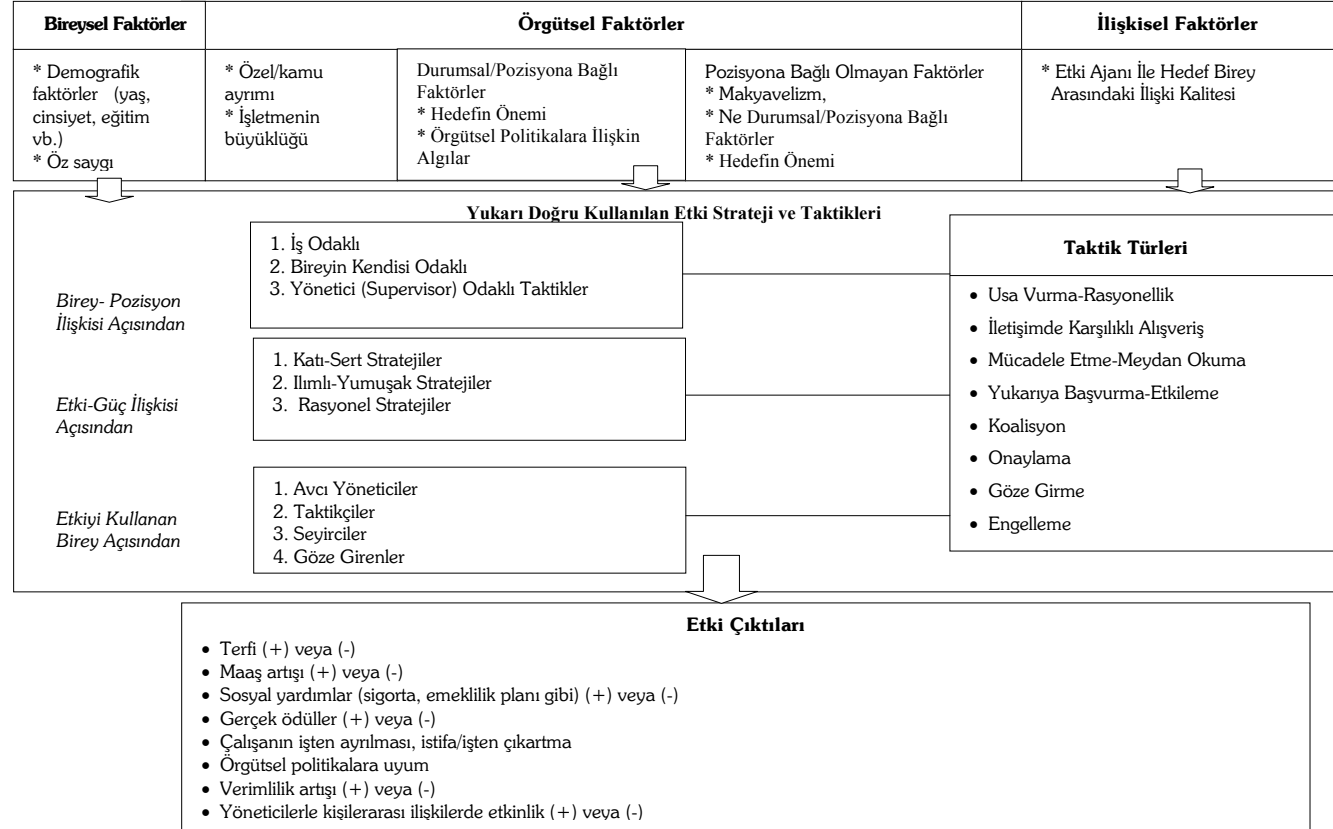 Bireysel Faktörler
Örgütsel Faktörler
İlişkisel Faktörler
* Demografik
faktörler (yaş,
cinsiyet, eğitim
vb.)
* Öz saygı
* Özel/kamu
ayrımı
* İşletmenin
büyüklüğü
Durumsal/Pozisyona Bağlı
Faktörler
* Hedefin Önemi
* Örgütsel Politikalara İlişkin
Algılar
Pozisyona Bağlı Olmayan Faktörler
* Makyavelizm,
* Ne Durumsal/Pozisyona Bağlı
Faktörler
* Hedefin Önemi
* Etki Ajanı İle Hedef Birey
Arasındaki İlişki Kalitesi
Yukarı Doğru Kullanılan Etki Strateji ve Taktikleri
Birey- Pozisyon
İlişkisi Açısından
1. İş Odaklı
2. Bireyin Kendisi Odaklı
3. Yönetici (Supervisor) Odaklı Taktikler
Etki-Güç İlişkisi
Açısından
1. Katı-Sert Stratejiler
2. Ilımlı-Yumuşak Stratejiler
3. Rasyonel Stratejiler
Etkiyi Kullanan
Birey Açısından
1. Avcı Yöneticiler
2. Taktikçiler
3. Seyirciler
4. Göze Girenler
Taktik Türleri
• Usa Vurma-Rasyonellik
• İletişimde Karşılıklı Alışveriş
• Mücadele Etme-Meydan Okuma
• Yukarıya Başvurma-Etkileme
• Koalisyon
• Onaylama
• Göze Girme
• Engelleme
Etki Çıktıları
• Terfi (+) veya (-)
• Maaş artışı (+) veya (-)
• Sosyal yardımlar (sigorta, emeklilik planı gibi) (+) veya (-)
• Gerçek ödüller (+) veya (-)
• Çalışanın işten ayrılması, istifa/işten çıkartma
• Örgütsel politikalara uyum
• Verimlilik artışı (+) veya (-)
• Yöneticilerle kişilerarası ilişkilerde etkinlik (+) veya (-)